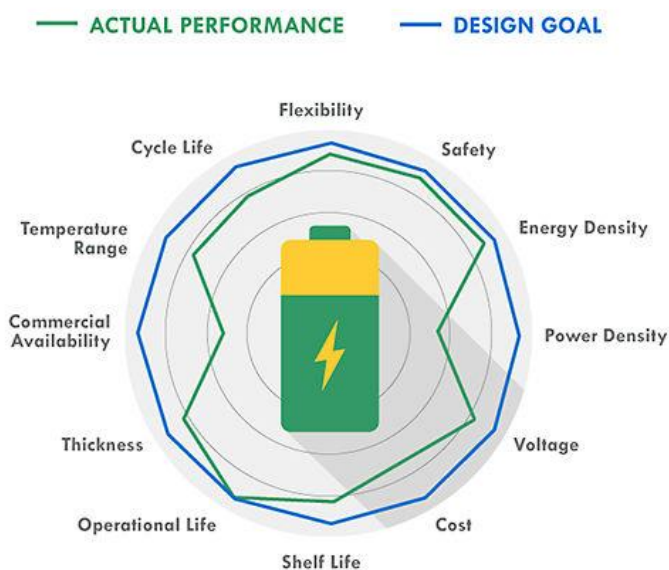 ACTUAL PERFORMANCE
DESIGN GOAL
Flexibility
Cycle Life
Safety
Temperature
Range
Energy Density
Commercial
Availability
Power Density
Thickness
Voltage
Operational Life
Cost
Shelf Life